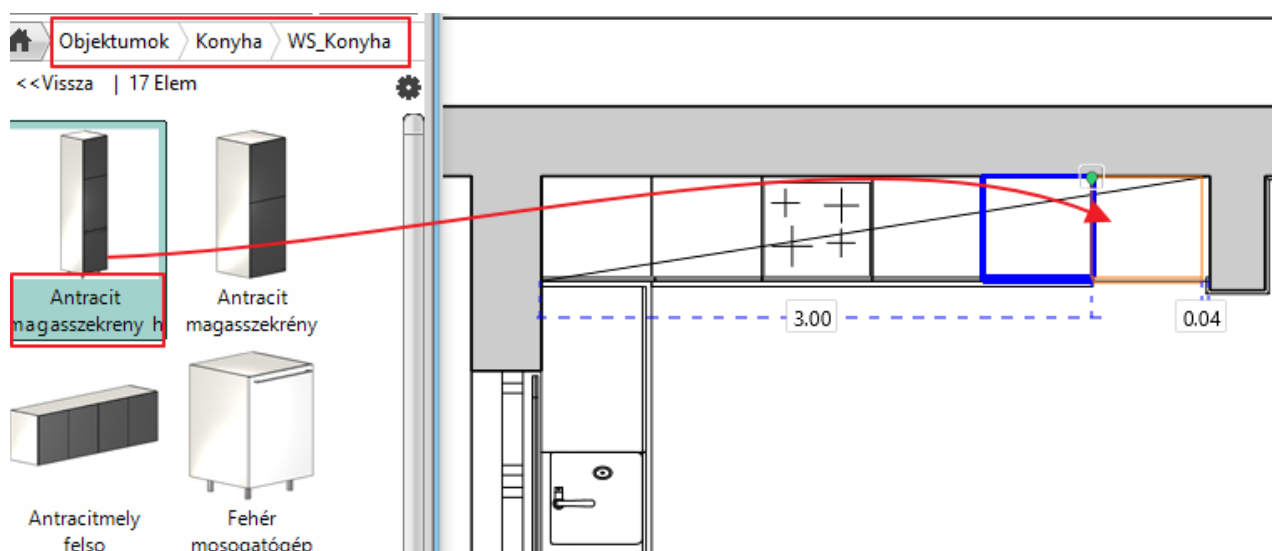 Objektumok Konyha WS_Konyha
<<Vissza | 17 Elem
Antracit
magasszekreny h
Antracit
magasszekrény
3.00
0.04
Antracitmely
felso
Fehér
mosogatógép